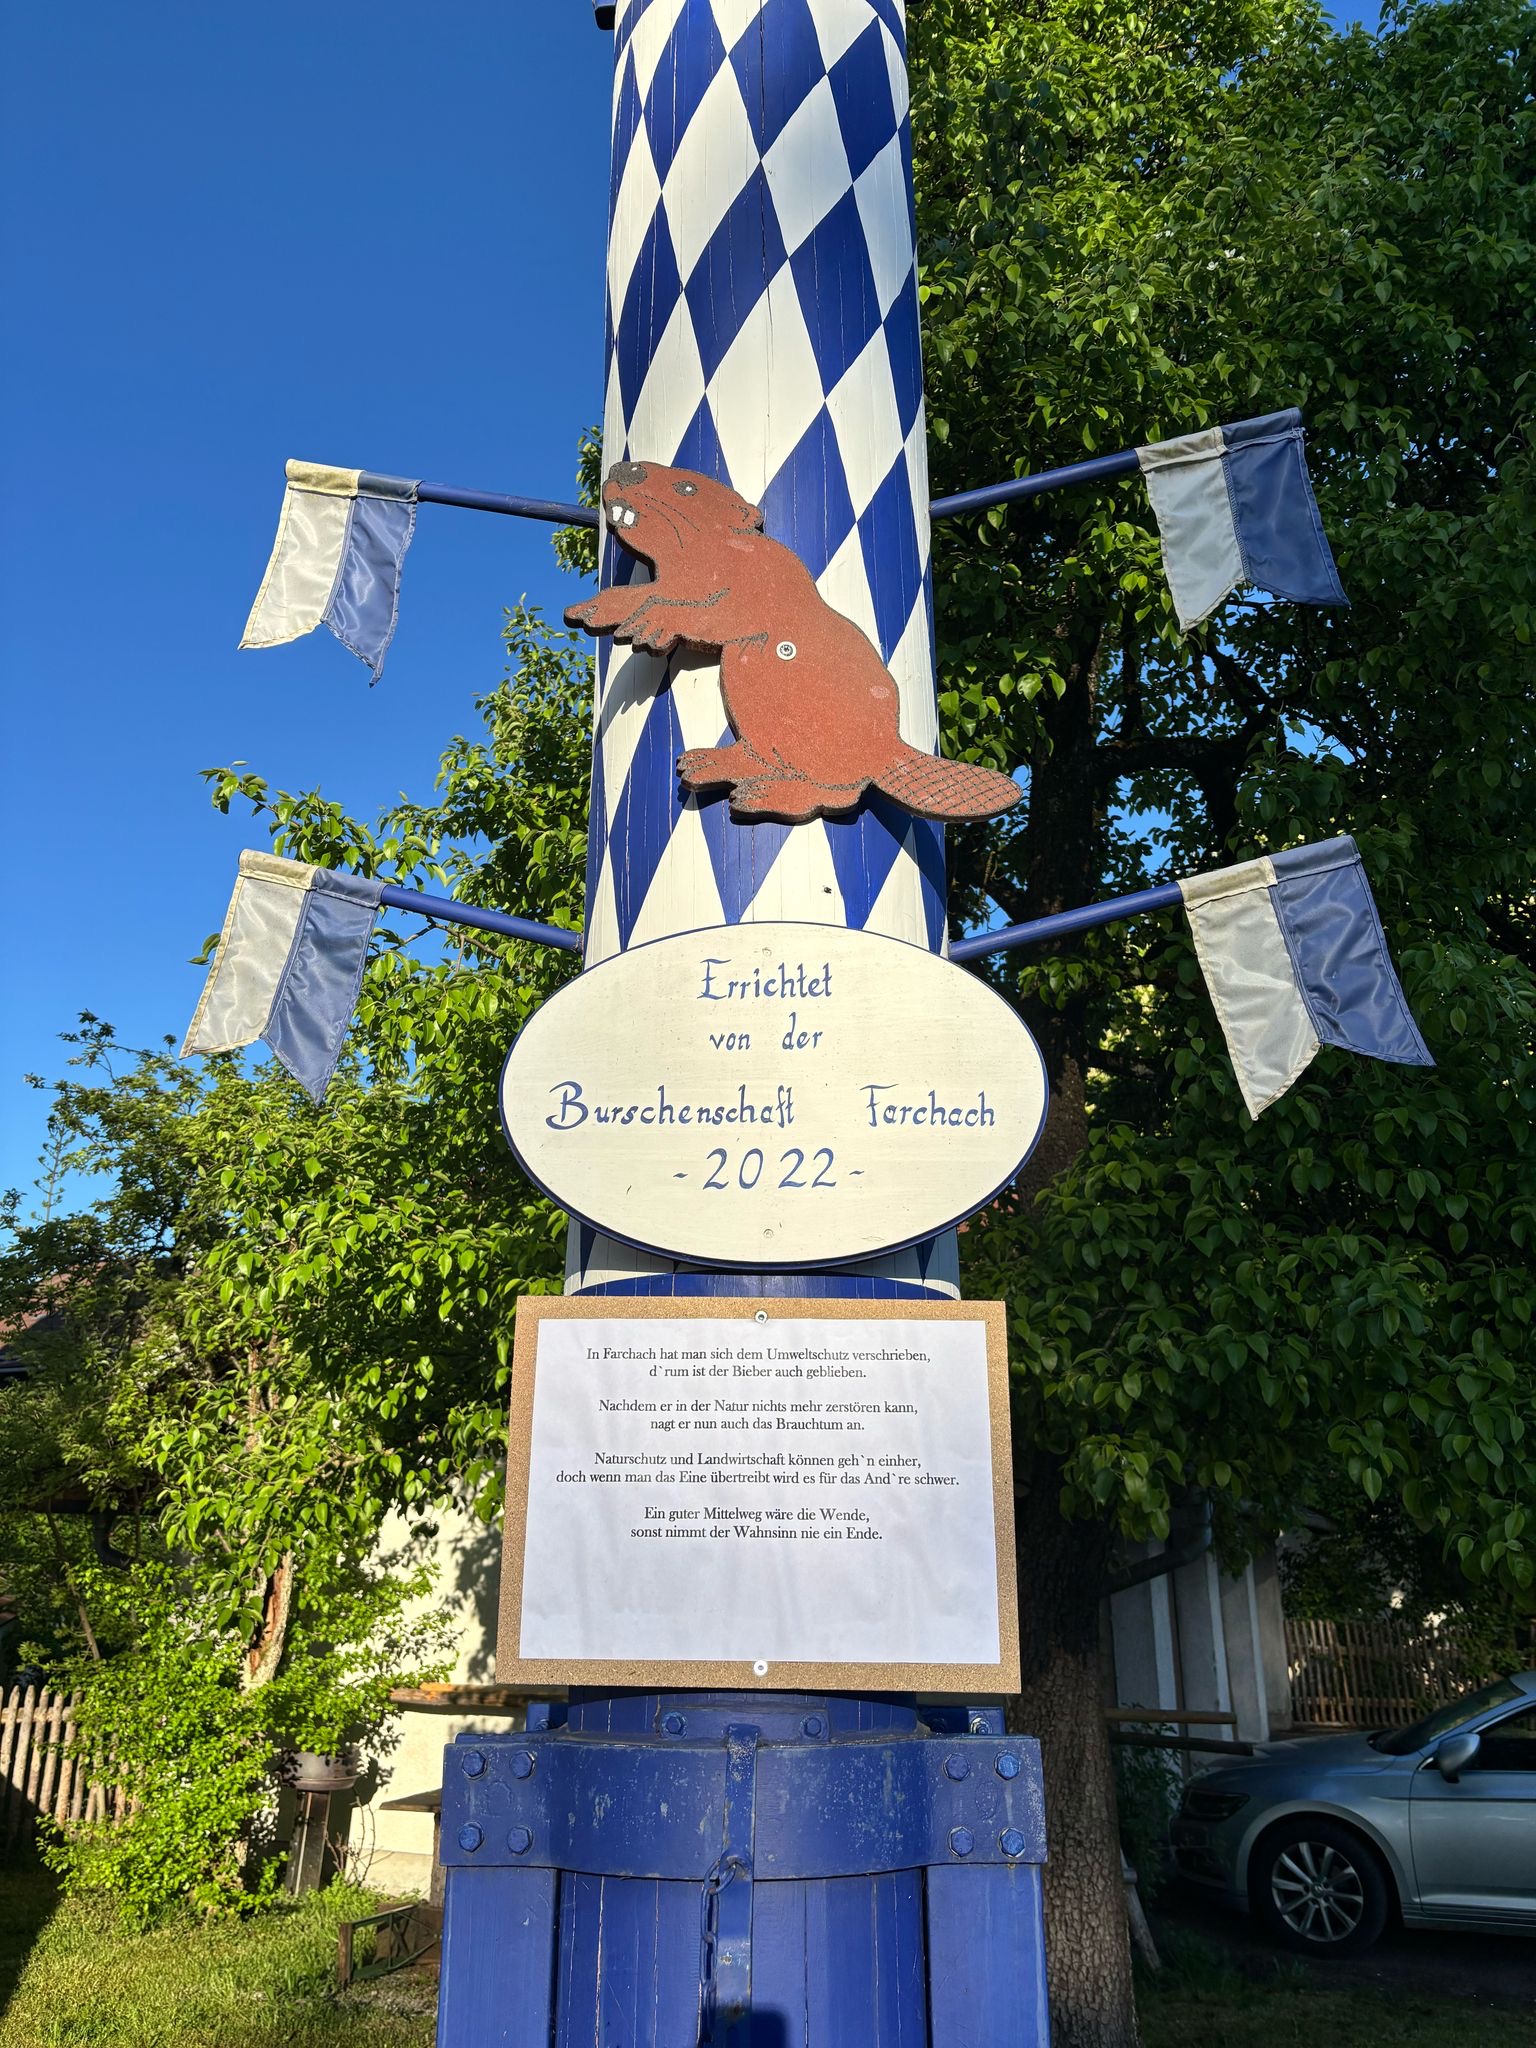 Errichtet
von der
Burschenschaft Farchach
-2022-
In Farchach hat man sich dem Umweltschutz verschrieben,
d`rum ist der Bieber auch geblieben.
Nachdem er in der Natur nichts mehr zerstören kann,
nagt er nun auch das Brauchtum an.
Naturschutz und Landwirtschaft können geh`n einher,
doch wenn man das Eine übertreibt wird es für das And`re schwer.
Ein guter Mittelweg wäre die Wende,
sonst nimmt der Wahnsinn nie ein Ende.